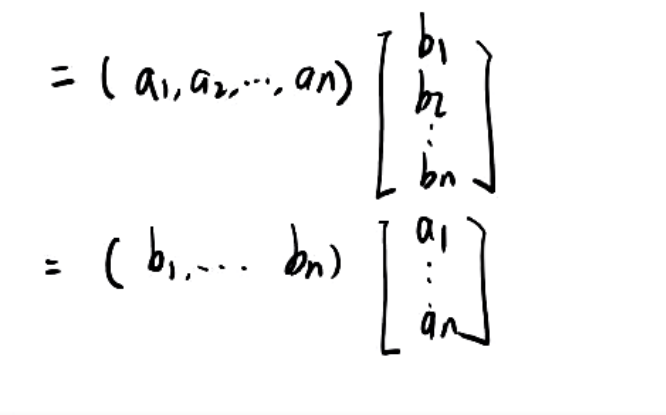 = (a₁, a₂, ⋯, aₙ) [b₁ b₂ ⋮ bₙ]
= (b₁, ⋯ bₙ) [a₁ ⋮ aₙ]